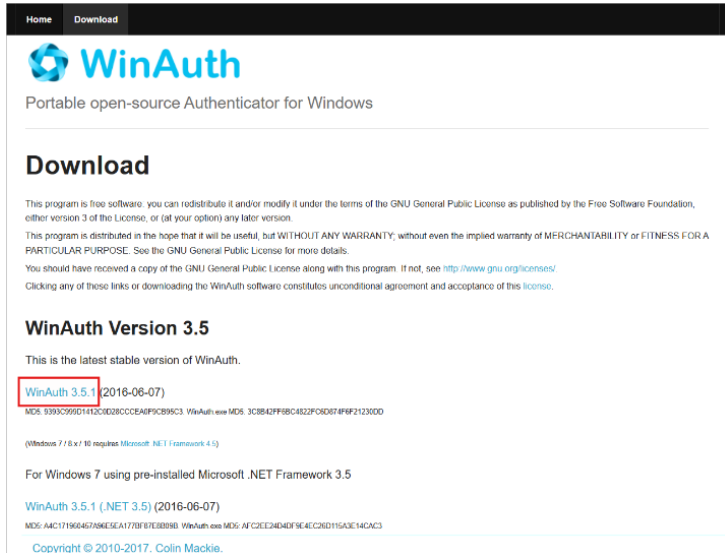 Home Download
WinAuth
Portable open-source Authenticator for Windows
Download
This program is free software: you can redistribute it and/or modify it under the terms of the GNU General Public License as published by the Free Software Foundation,
either version 3 of the License, or (at your option) any later version.
This program is distributed in the hope that it will be useful, but WITHOUT ANY WARRANTY; without even the implied warranty of MERCHANTABILITY or FITNESS FOR A
PARTICULAR PURPOSE. See the GNU General Public License for more details.
You should have received a copy of the GNU General Public License along with this program. If not, see http://www.gnu.org/licenses/.
Clicking any of these links or downloading the WinAuth software constitutes unconditional agreement and acceptance of this license.
WinAuth Version 3.5
This is the latest stable version of WinAuth.
WinAuth 3.5.1 (2016-06-07)
MD5: WinAuth.exe MD5:
(Windows 7 / 8.x / 10 requires Microsoft .NET Framework 4.5)
For Windows 7 using pre-installed Microsoft .NET Framework 3.5
WinAuth 3.5.1 (.NET 3.5) (2016-06-07)
MD5: WinAuth.exe MD5:
Copyright © 2010-2017. Colin Mackie.